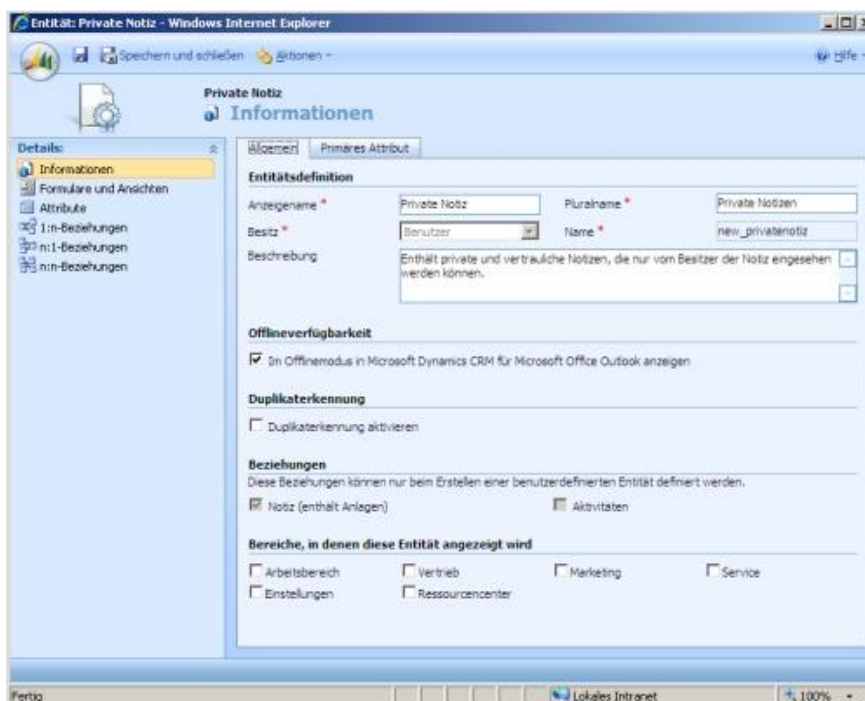 Entität: Private Notiz - Windows Internet Explorer
Speichern und schließen Aktionen Hilfe
Private Notiz
Informationen
Details:
Informationen
Formulare und Ansichten
Attribute
1:n-Beziehungen
n:1-Beziehungen
n:n-Beziehungen
Allgemein Primäres Attribut
Entitätsdefinition
Anzeigename * Private Notiz Pluralname * Private Notizen
Besitz * Benutzer Name * new_privatenotiz
Beschreibung Enthält private und vertrauliche Notizen, die nur vom Besitzer der Notiz eingesehen
werden können.
Offlineverfügbarkeit
Im Offlinemodus in Microsoft Dynamics CRM für Microsoft Office Outlook anzeigen
Duplikaterkennung
Duplikaterkennung aktivieren
Beziehungen
Diese Beziehungen können nur beim Erstellen einer benutzerdefinierten Entität definiert werden.
Notiz (enthält Anlagen) Aktivitäten
Bereiche, in denen diese Entität angezeigt wird
Arbeitsbereich Vertrieb Marketing Service
Einstellungen Ressourcencenter
Fertig Lokales Intranet 100%